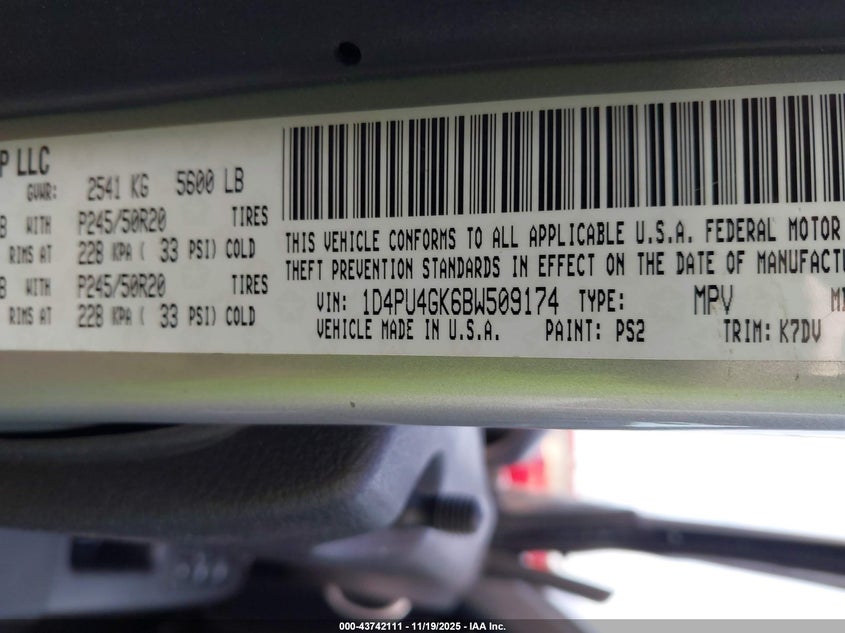 P LLC
GVWR: 2541 KG 5600 LB
B WITH P245/50R20 TIRES
RIMS AT 228 KPA ( 33 PSI) COLD
B WITH P245/50R20 TIRES
RIMS AT 228 KPA ( 33 PSI) COLD
THIS VEHICLE CONFORMS TO ALL APPLICABLE U.S.A. FEDERAL MOTOR
THEFT PREVENTION STANDARDS IN EFFECT ON THE DATE OF MANUFACTU
VIN: 1D4PU4GK6BW509174 TYPE: MPV
VEHICLE MADE IN U.S.A. PAINT: PS2 TRIM: K7DV
000-43742111 - 11/19/2025 - IAA Inc.